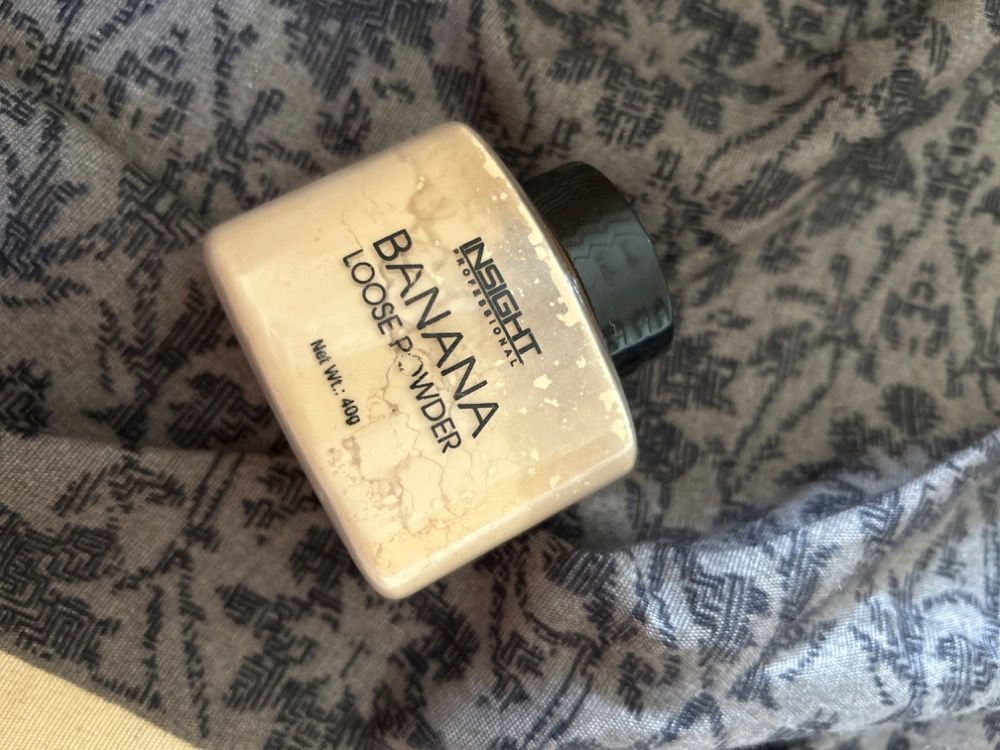 INSIGHT
PROFESSIONAL
BANANA
LOOSE POWDER
Net Wt.: 40g